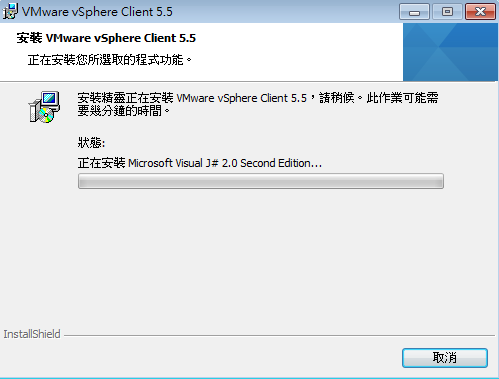 VMware vSphere Client 5.5
安裝 VMware vSphere Client 5.5
正在安裝您所選取的程式功能。
安裝精靈正在安裝 VMware vSphere Client 5.5，請稍候。此作業可能需
要幾分鐘的時間。
狀態:
正在安裝 Microsoft Visual J# 2.0 Second Edition...
InstallShield
取消